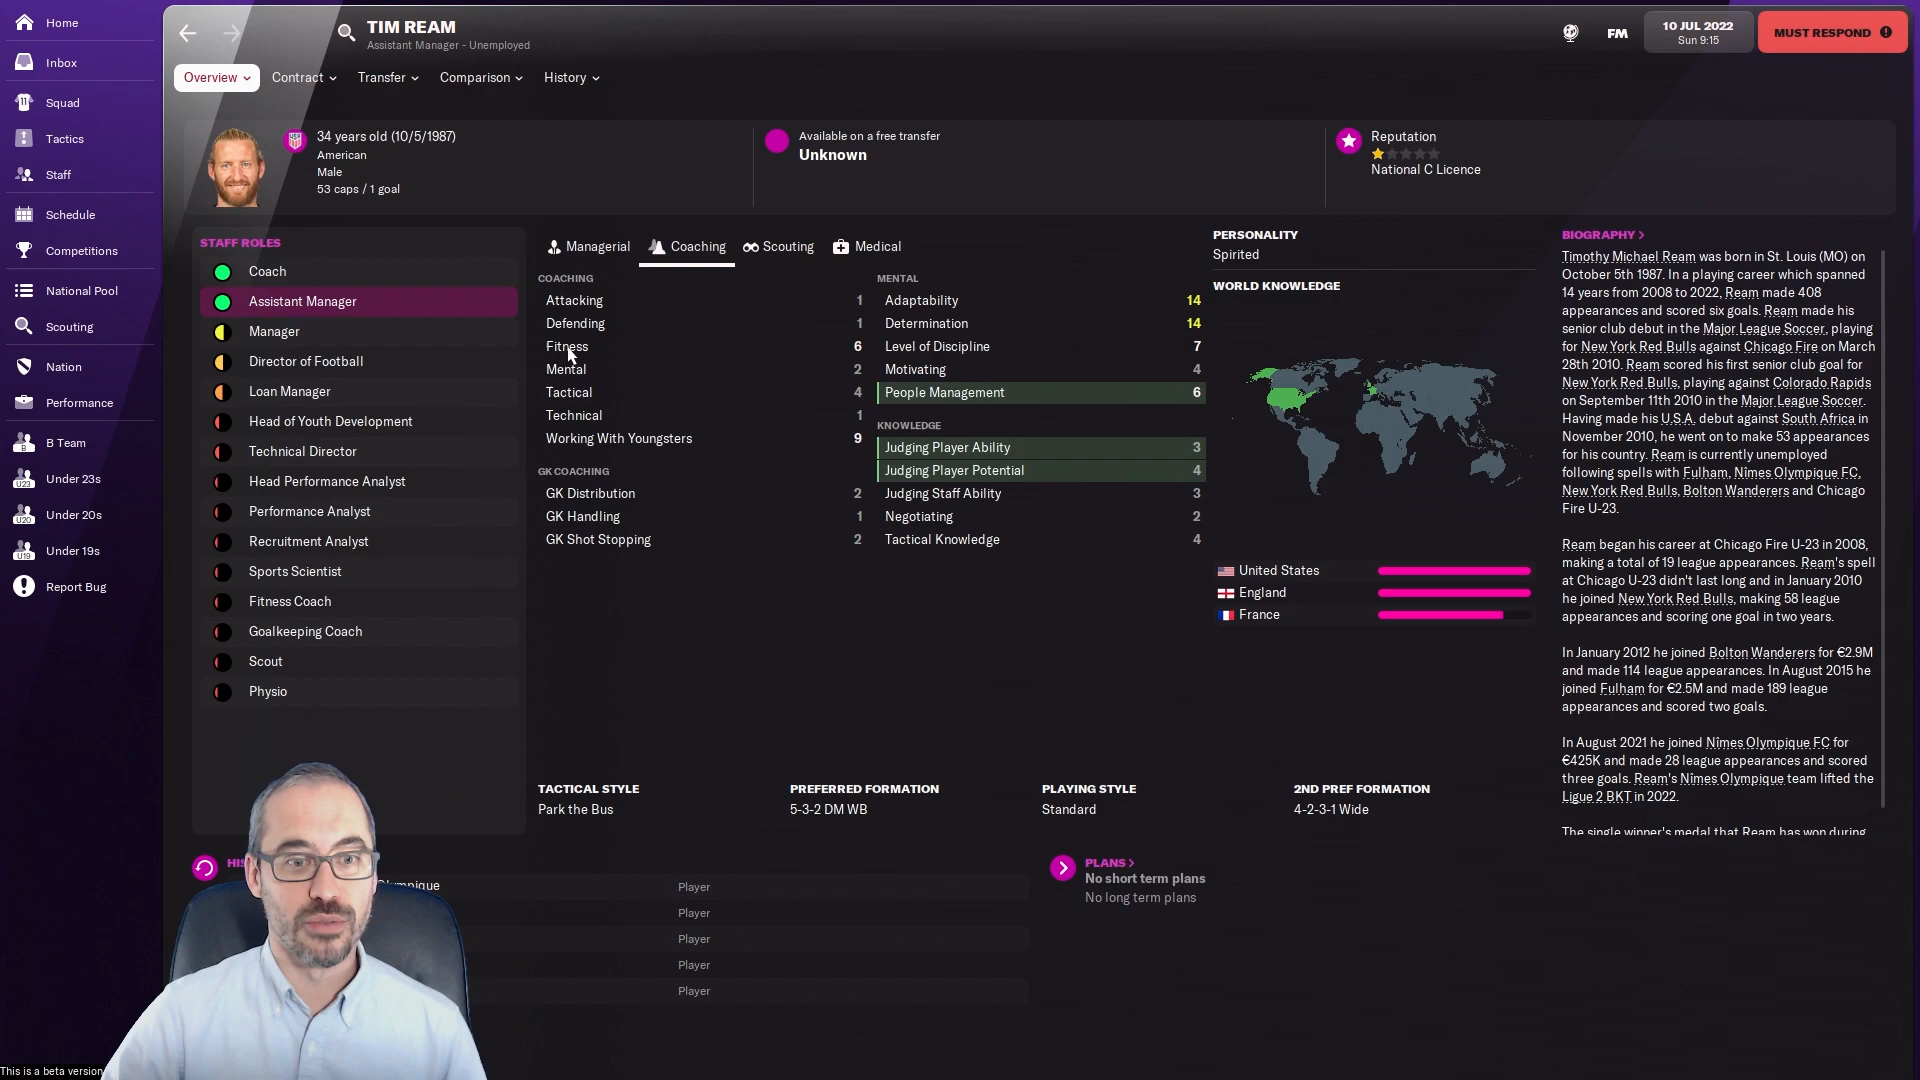 Home
Inbox
Squad
Tactics
Staff
Schedule
Competitions
National Pool
Scouting
Nation
Performance
B Team
Under 23s
Under 20s
Under 19s
Report Bug
This is a beta version
TIM REAM
Assistant Manager - Unemployed
FM
10 JUL 2022
Sun 9:15
MUST RESPOND
Overview
Contract
Transfer
Comparison
History
34 years old (10/5/1987)
American
Male
53 caps / 1 goal
Available on a free transfer
Unknown
Reputation
National C Licence
STAFF ROLES
Coach
Assistant Manager
Manager
Director of Football
Loan Manager
Head of Youth Development
Technical Director
Head Performance Analyst
Performance Analyst
Recruitment Analyst
Sports Scientist
Fitness Coach
Goalkeeping Coach
Scout
Physio
Managerial
Coaching
Scouting
Medical
COACHING
Attacking 1
Defending 1
Fitness 6
Mental 2
Tactical 4
Technical 1
Working With Youngsters 9
GK COACHING
GK Distribution 2
GK Handling 1
GK Shot Stopping 2
MENTAL
Adaptability 14
Determination 14
Level of Discipline 7
Motivating 4
People Management 6
KNOWLEDGE
Judging Player Ability 3
Judging Player Potential 4
Judging Staff Ability 3
Negotiating 2
Tactical Knowledge 4
PERSONALITY
Spirited
WORLD KNOWLEDGE
United States
England
France
BIOGRAPHY >
Timothy Michael Ream was born in St. Louis (MO) on
October 5th 1987. In a playing career which spanned
14 years from 2008 to 2022, Ream made 408
appearances and scored six goals. Ream made his
senior club debut in the Major League Soccer, playing
for New York Red Bulls against Chicago Fire on March
28th 2010. Ream scored his first senior club goal for
New York Red Bulls, playing against Colorado Rapids
on September 11th 2010 in the Major League Soccer.
Having made his U.S.A. debut against South Africa in
November 2010, he went on to make 53 appearances
for his country. Ream is currently unemployed
following spells with Fulham, Nîmes Olympique FC,
New York Red Bulls, Bolton Wanderers and Chicago
Fire U-23.
Ream began his career at Chicago Fire U-23 in 2008,
making a total of 19 league appearances. Ream's spell
at Chicago U-23 didn't last long and in January 2010
he joined New York Red Bulls, making 58 league
appearances and scoring one goal in two years.
In January 2012 he joined Bolton Wanderers for €2.9M
and made 114 league appearances. In August 2015 he
joined Fulham for €2.5M and made 189 league
appearances and scored two goals.
In August 2021 he joined Nîmes Olympique FC for
€425K and made 28 league appearances and scored
three goals. Ream's Nîmes Olympique team lifted the
Ligue 2 BKT in 2022.
The single winner's medal that Ream has won during
TACTICAL STYLE
Park the Bus
PREFERRED FORMATION
5-3-2 DM WB
PLAYING STYLE
Standard
2ND PREF FORMATION
4-2-3-1 Wide
HIS
Olympique
Player
Player
Player
Player
Player
PLANS >
No short term plans
No long term plans